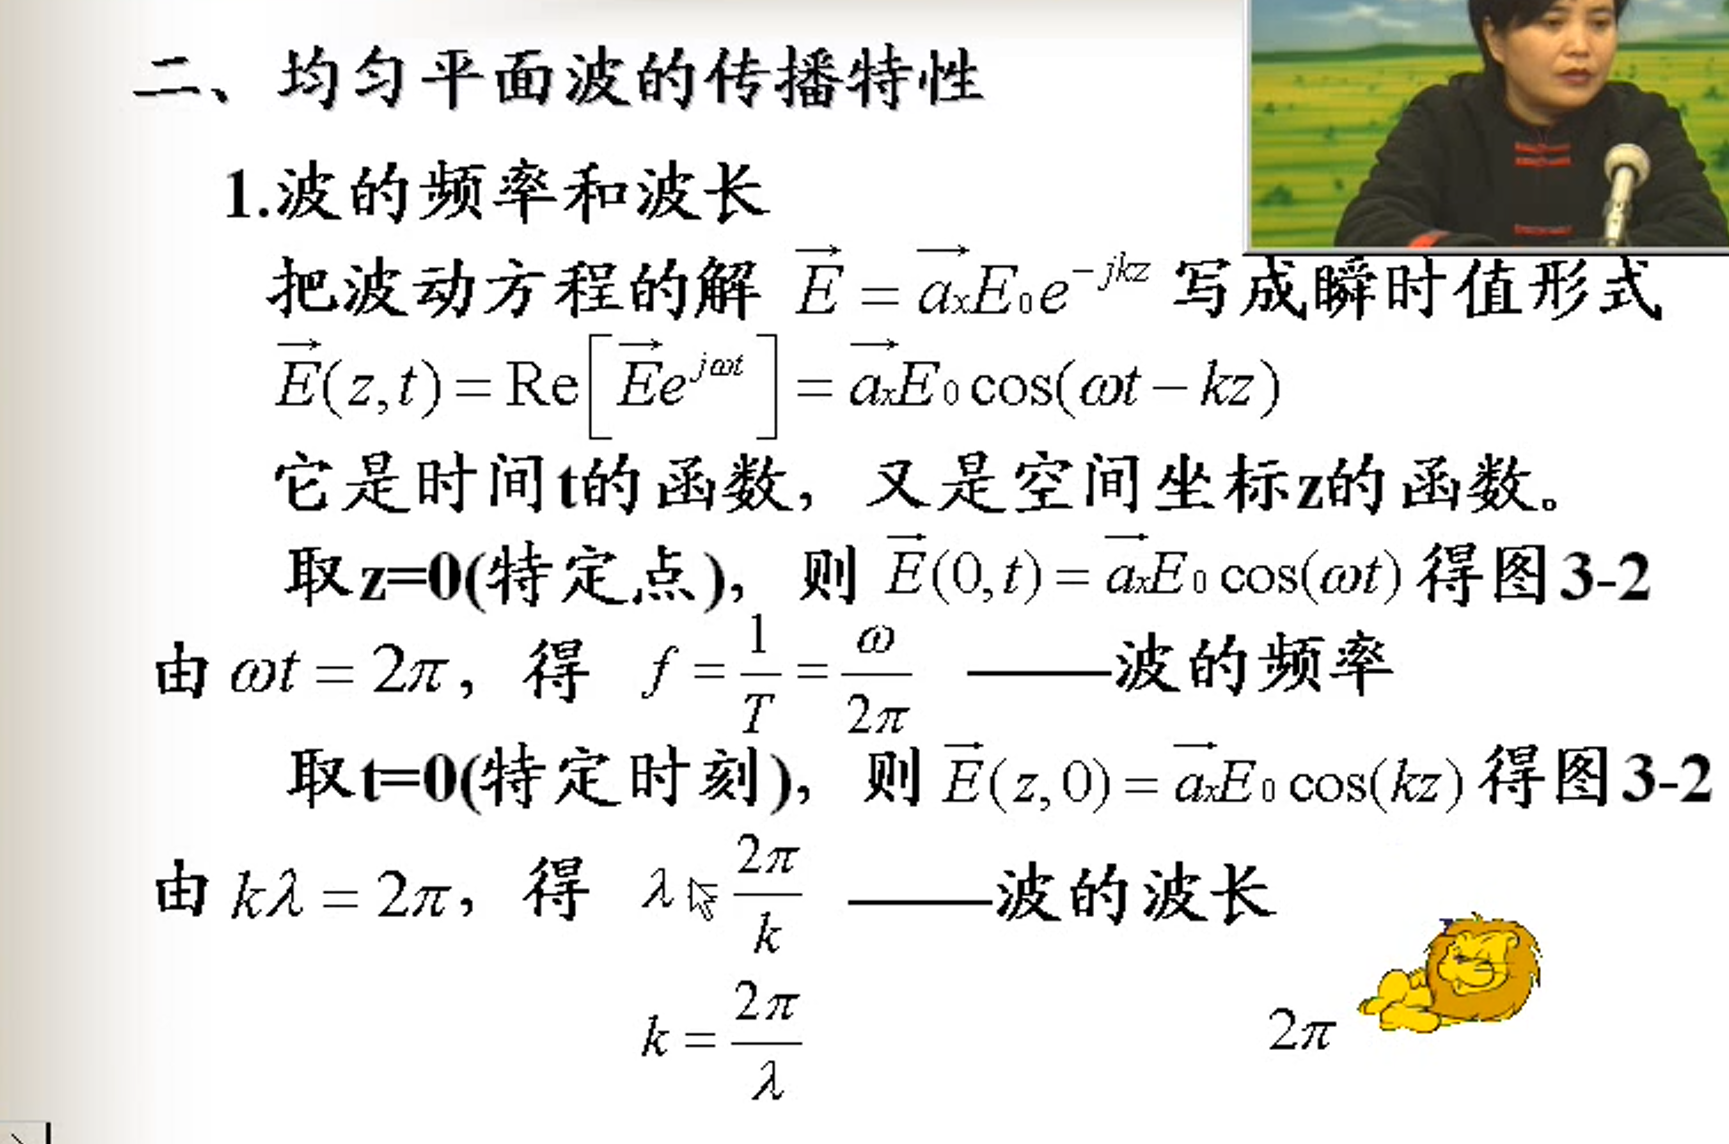 二、均匀平面波的传播特性
1.波的频率和波长
把波动方程的解 $\vec{E} = \vec{a_x}E_0e^{-jkz}$ 写成瞬时值形式
$\vec{E}(z,t) = \mathrm{Re}\left[\vec{E}e^{j\omega t}\right] = \vec{a_x}E_0\cos(\omega t - kz)$
它是时间t的函数，又是空间坐标z的函数。
取z=0(特定点)，则 $\vec{E}(0,t) = \vec{a_x}E_0\cos(\omega t)$ 得图3-2
由 $\omega t = 2\pi$，得 $f = \frac{1}{T} = \frac{\omega}{2\pi}$ ——波的频率
取t=0(特定时刻)，则 $\vec{E}(z,0) = \vec{a_x}E_0\cos(kz)$ 得图3-2
由 $k\lambda = 2\pi$，得 $\lambda \frac{2\pi}{k}$ ——波的波长
$k = \frac{2\pi}{\lambda}$ $2\pi$